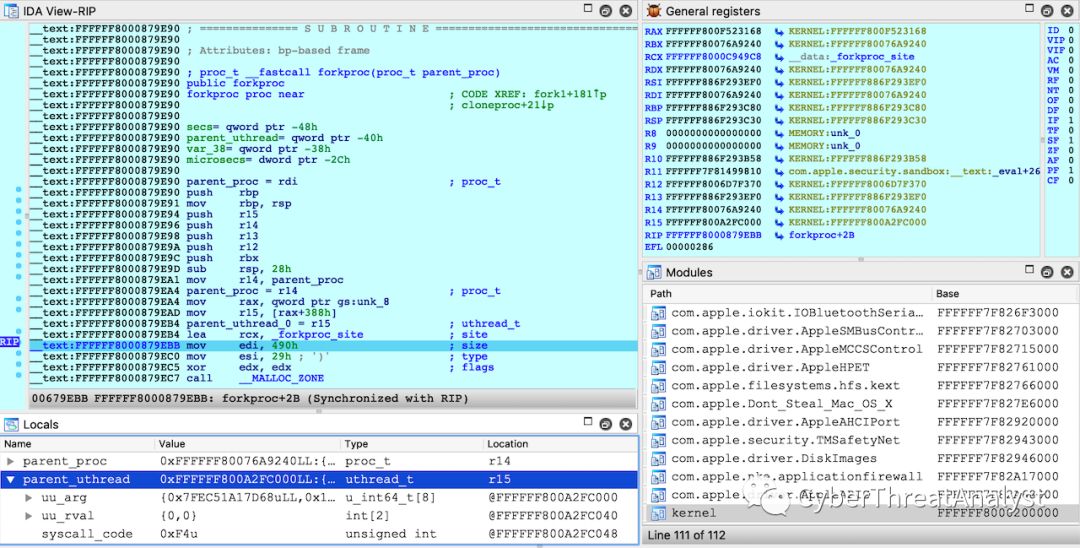 IDA View-RIP
__text:FFFFFF8000879E90 ; =============== S U B R O U T I N E =======================================
__text:FFFFFF8000879E90
__text:FFFFFF8000879E90 ; Attributes: bp-based frame
__text:FFFFFF8000879E90
__text:FFFFFF8000879E90 ; proc_t __fastcall forkproc(proc_t parent_proc)
__text:FFFFFF8000879E90 public forkproc
__text:FFFFFF8000879E90 forkproc proc near ; CODE XREF: fork1+181↑p
__text:FFFFFF8000879E90 ; cloneproc+21↓p
__text:FFFFFF8000879E90
__text:FFFFFF8000879E90 secs= qword ptr -48h
__text:FFFFFF8000879E90 parent_uthread= qword ptr -40h
__text:FFFFFF8000879E90 var_38= qword ptr -38h
__text:FFFFFF8000879E90 microsecs= dword ptr -2Ch
__text:FFFFFF8000879E90
__text:FFFFFF8000879E90 parent_proc = rdi ; proc_t
__text:FFFFFF8000879E90 push rbp
__text:FFFFFF8000879E91 mov rbp, rsp
__text:FFFFFF8000879E94 push r15
__text:FFFFFF8000879E96 push r14
__text:FFFFFF8000879E98 push r13
__text:FFFFFF8000879E9A push r12
__text:FFFFFF8000879E9C push rbx
__text:FFFFFF8000879E9D sub rsp, 28h
__text:FFFFFF8000879EA1 mov r14, parent_proc
__text:FFFFFF8000879EA4 parent_proc = r14 ; proc_t
__text:FFFFFF8000879EA4 mov rax, qword ptr gs:unk_8
__text:FFFFFF8000879EAD mov r15, [rax+388h]
__text:FFFFFF8000879EB4 parent_uthread_0 = r15 ; uthread_t
__text:FFFFFF8000879EB4 lea rcx, _forkproc_site ; site
RIP __text:FFFFFF8000879EBB mov edi, 490h ; size
__text:FFFFFF8000879EC0 mov esi, 29h ; ')' ; type
__text:FFFFFF8000879EC5 xor edx, edx ; flags
__text:FFFFFF8000879EC7 call __MALLOC_ZONE
00679EBB FFFFFF8000879EBB: forkproc+2B (Synchronized with RIP)
Locals
Name Value Type Location
parent_proc 0xFFFFFF80076A9240LL:{… proc_t r14
parent_uthread 0xFFFFFF800A2FC000LL:{… uthread_t r15
uu_arg {0x7FEC51A17D68uLL,0x1… u_int64_t[8] @FFFFFF800A2FC000
uu_rval {0,0} int[2] @FFFFFF800A2FC040
syscall_code 0xF4u unsigned int @FFFFFF800A2FC048
General registers
RAX FFFFFF800F523168 KERNEL:FFFFFF800F523168
RBX FFFFFF80076A9240 KERNEL:FFFFFF80076A9240
RCX FFFFFF8000C949C8 __data:_forkproc_site
RDX FFFFFF80076A9240 KERNEL:FFFFFF80076A9240
RSI FFFFFF886F293EF0 KERNEL:FFFFFF886F293EF0
RDI FFFFFF80076A9240 KERNEL:FFFFFF80076A9240
RBP FFFFFF886F293C80 KERNEL:FFFFFF886F293C80
RSP FFFFFF886F293C30 KERNEL:FFFFFF886F293C30
R8 0000000000000000 MEMORY:unk_0
R9 0000000000000000 MEMORY:unk_0
R10 FFFFFF886F293B58 KERNEL:FFFFFF886F293B58
R11 FFFFFF7F81499810 com.apple.security.sandbox:__text:_eval+26
R12 FFFFFF8006D7F370 KERNEL:FFFFFF8006D7F370
R13 FFFFFF886F293EF0 KERNEL:FFFFFF886F293EF0
R14 FFFFFF80076A9240 KERNEL:FFFFFF80076A9240
R15 FFFFFF800A2FC000 KERNEL:FFFFFF800A2FC000
RIP FFFFFF8000879EBB forkproc+2B
EFL 00000286
ID 0
VIP 0
VIF 0
AC 0
VM 0
RF 0
NT 0
OF 0
DF 0
IF 1
TF 0
SF 1
ZF 0
AF 0
PF 1
CF 0
Modules
Path Base
com.apple.iokit.IOBluetoothSeria… FFFFFF7F826F3000
com.apple.driver.AppleSMBusContr… FFFFFF7F82703000
com.apple.driver.AppleMCCSControl FFFFFF7F82715000
com.apple.driver.AppleHPET FFFFFF7F82761000
com.apple.filesystems.hfs.kext FFFFFF7F82766000
com.apple.Dont_Steal_Mac_OS_X FFFFFF7F827E6000
com.apple.driver.AppleAHCIPort FFFFFF7F82920000
com.apple.security.TMSafetyNet FFFFFF7F82943000
com.apple.driver.DiskImages FFFFFF7F82946000
com.apple.nke.applicationfirewall FFFFFF7F82A17000
kernel FFFFFF8000200000
CyberThreatAnalyst
Line 111 of 112